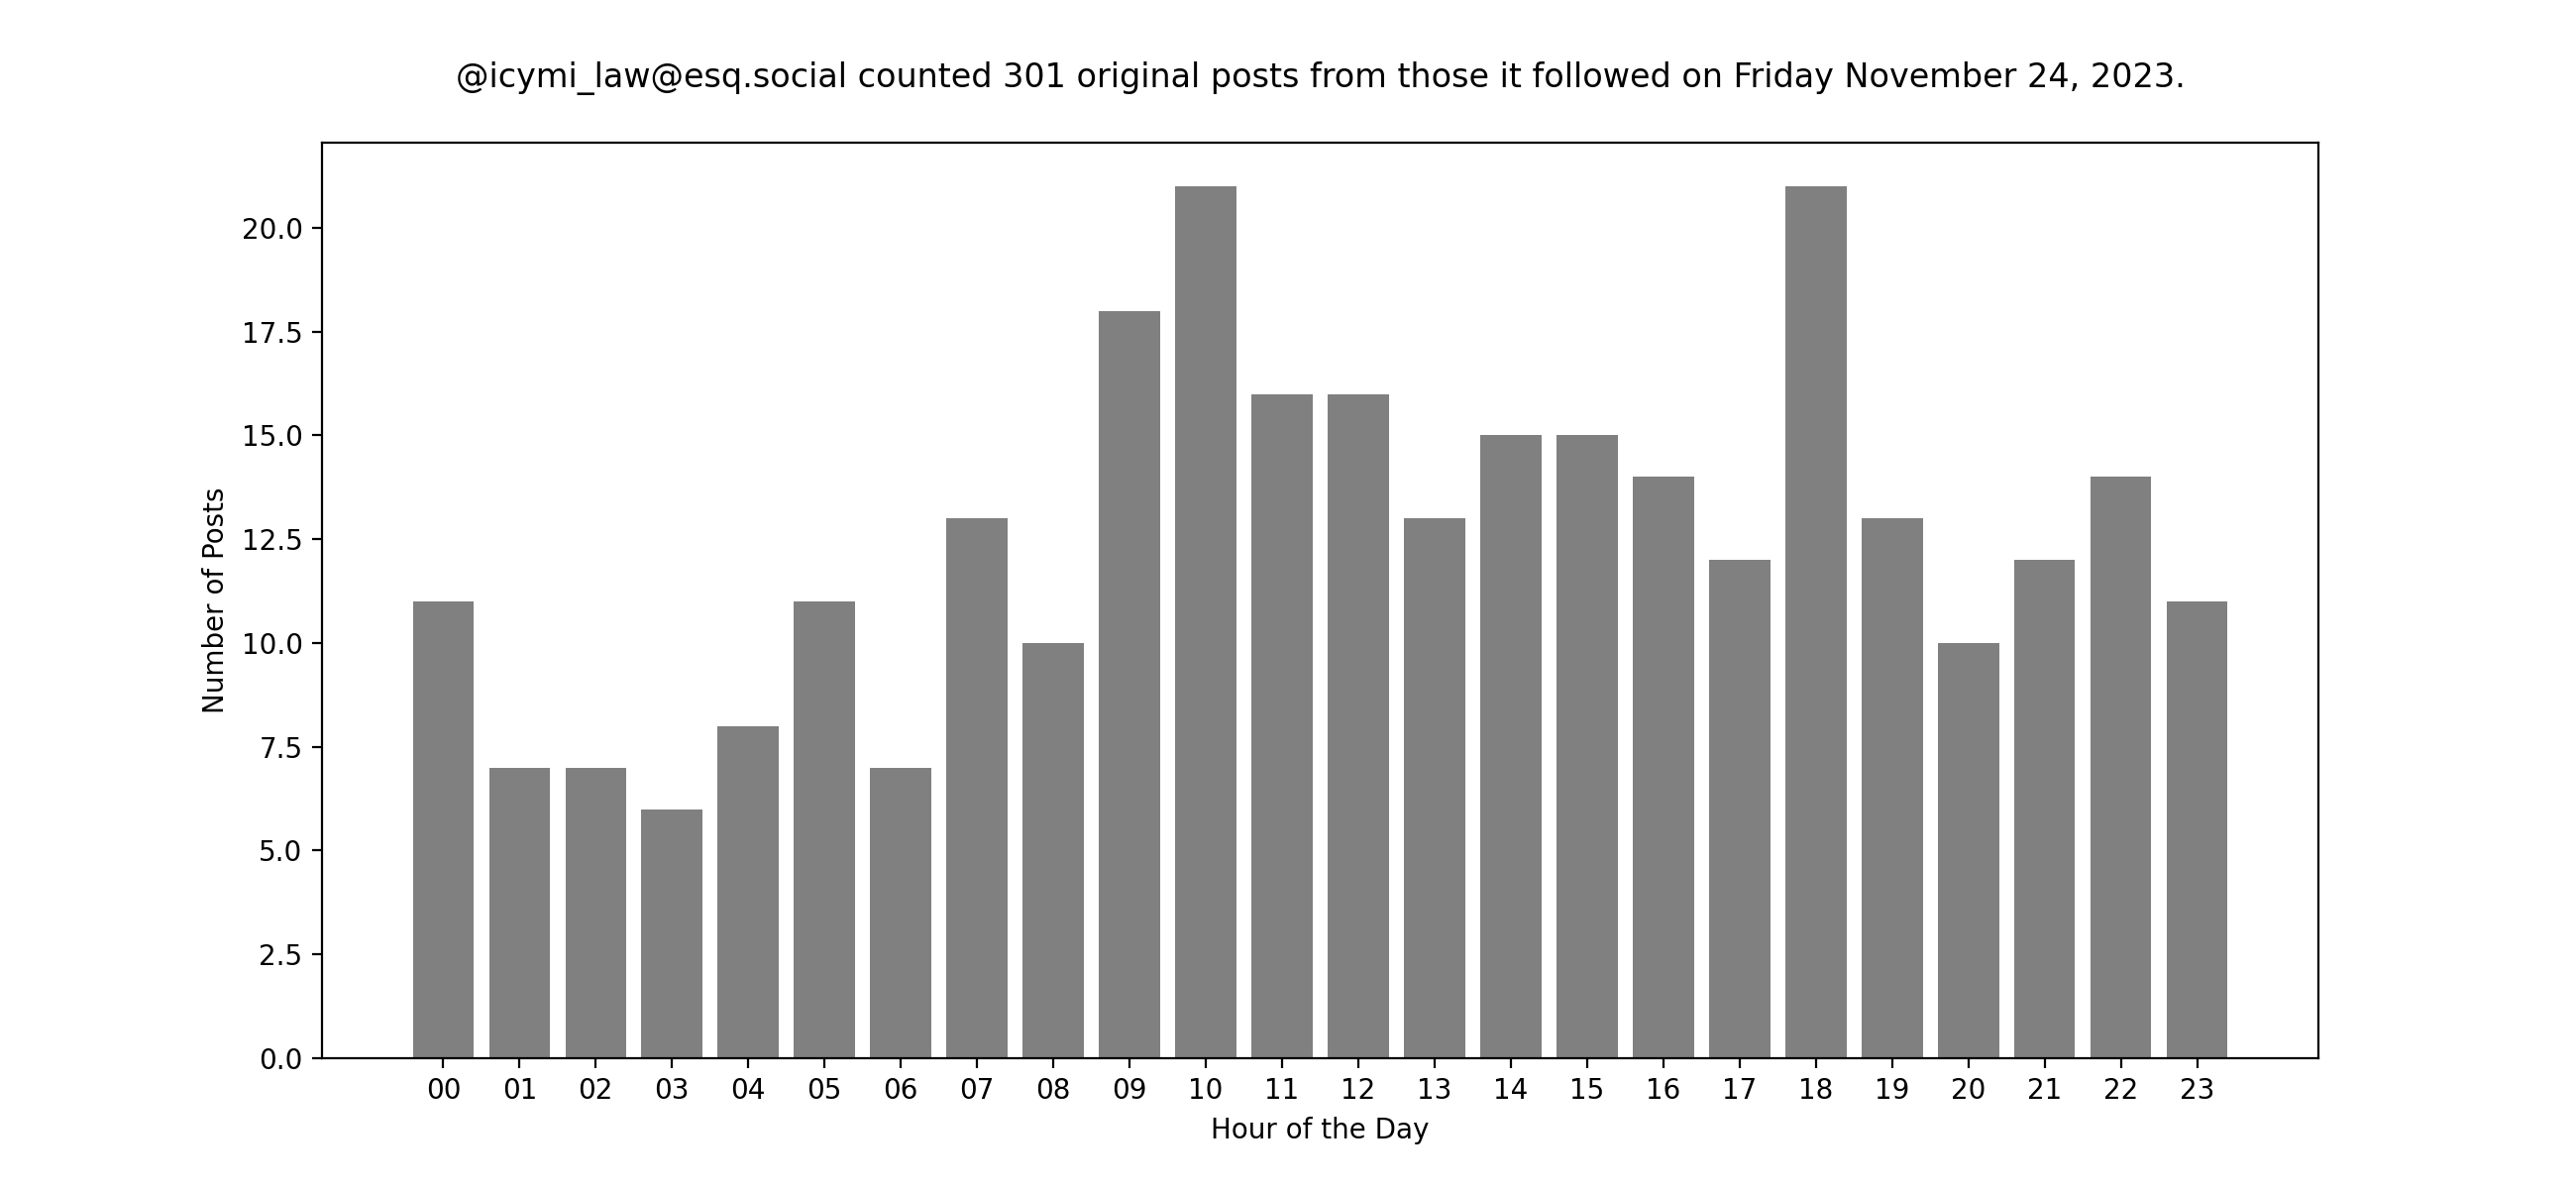 @icymi_law@esq.social counted 301 original posts from those it followed on Friday November 24, 2023.
Number of Posts
20.0
17.5
15.0
12.5
10.0
7.5
5.0
2.5
0.0
00 01 02 03 04 05 06 07 08 09 10 11 12 13 14 15 16 17 18 19 20 21 22 23
Hour of the Day